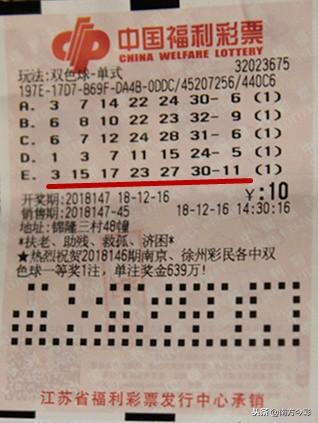 中国福利彩票
CHINA WELFARE LOTTERY
玩法:双色球-单式 32023675
197E-17D7-869F-DA4B-0DDC/45207256/440C6
A. 3 7 14 22 24 30- 6 (1)
B. 3 6 8 22 23 32- 9 (1)
C. 6 7 12 24 28 31- 6 (1)
D. 1 3 7 11 15 24- 5 (1)
E. 3 15 17 23 27 30-11 (1)
开奖期:2018147 18-12-16 ¥:10
销售期:2018147-45 18-12-16 14:30:16
地址:锦隆三村48幢
*扶老、助残、救孤、济困*
★热烈祝贺2018146期南京、徐州彩民各中双
色球一等奖1注,单注奖金639万!
江苏省福利彩票发行中心承销
头条号/南方今彩